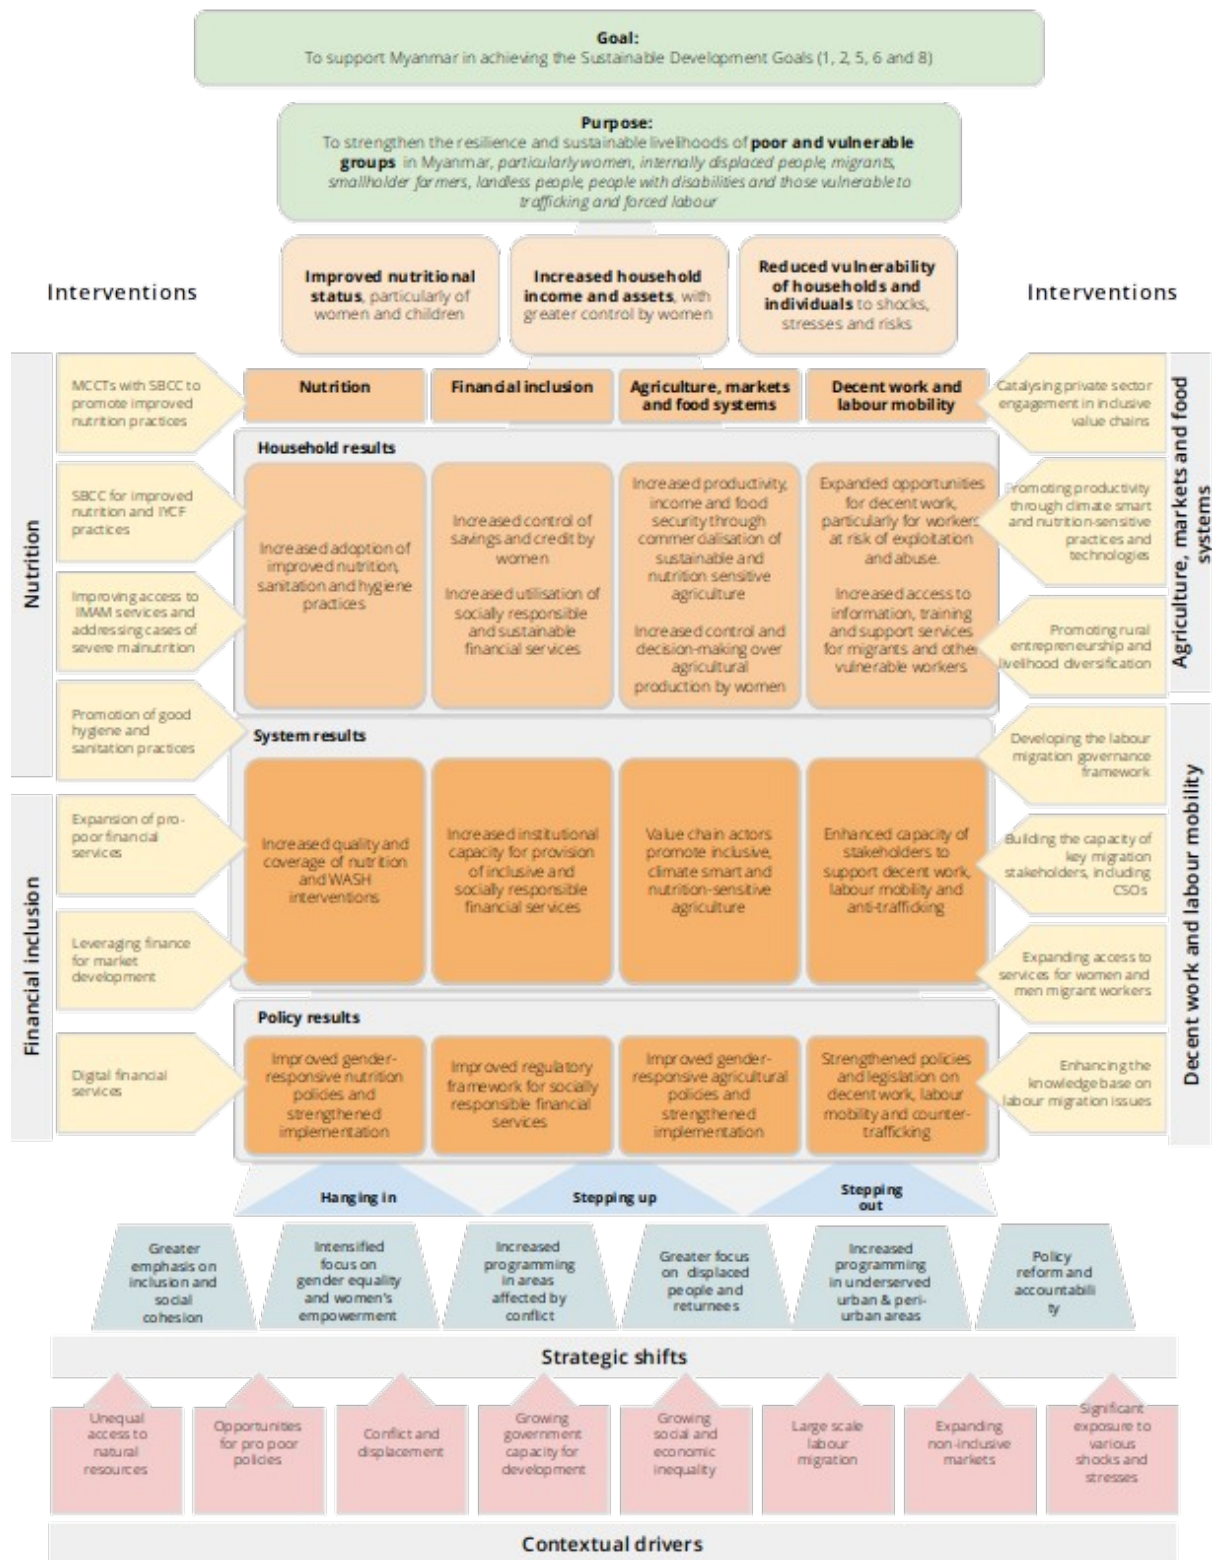 Goal:
To support Myanmar in achieving the Sustainable Development Goals (1, 2, 5, 6 and 8)
Purpose:
To strengthen the resilience and sustainable livelihoods of poor and vulnerable
groups in Myanmar, particularly women, internally displaced people, migrants,
smallholder farmers, landless people, people with disabilities and those vulnerable to
trafficking and forced labour
Improved nutritional
status, particularly of
women and children
Increased household
income and assets, with
greater control by women
Reduced vulnerability
of households and
individuals to shocks,
stresses and risks
Interventions
Interventions
Nutrition
MCCTs with SBCC to
promote improved
nutrition practices
SBCC for improved
nutrition and IYCF
practices
Improving access to
IMAM services and
addressing cases of
severe malnutrition
Promotion of good
hygiene and
sanitation practices
Financial inclusion
Expansion of pro-
poor financial
services
Leveraging finance
for market
development
Digital financial
services
Nutrition
Financial inclusion
Agriculture, markets
and food systems
Decent work and
labour mobility
Household results
Increased adoption of
improved nutrition,
sanitation and hygiene
practices
Increased control of
savings and credit by
women
Increased utilisation of
socially responsible
and sustainable
financial services
Increased productivity,
income and food
security through
commercialisation of
sustainable and
nutrition sensitive
agriculture
Increased control and
decision-making over
agricultural
production by women
Expanded opportunities
for decent work,
particularly for workers
at risk of exploitation
and abuse.
Increased access to
information, training
and support services
for migrants and other
vulnerable workers
System results
Increased quality and
coverage of nutrition
and WASH
interventions
Increased institutional
capacity for provision
of inclusive and
socially responsible
financial services
Value chain actors
promote inclusive,
climate smart and
nutrition-sensitive
agriculture
Enhanced capacity of
stakeholders to
support decent work,
labour mobility and
anti-trafficking
Policy results
Improved gender-
responsive nutrition
policies and
strengthened
implementation
Improved regulatory
framework for socially
responsible financial
services
Improved gender-
responsive agricultural
policies and
strengthened
implementation
Strengthened policies
and legislation on
decent work, labour
mobility and counter-
trafficking
Catalysing private sector
engagement in inclusive
value chains
Promoting productivity
through climate smart
and nutrition-sensitive
practices and
technologies
Promoting rural
entrepreneurship and
livelihood diversification
Agriculture, markets and food
systems
Developing the labour
migration governance
framework
Building the capacity of
key migration
stakeholders, including
CSOs
Expanding access to
services for women and
men migrant workers
Enhancing the
knowledge base on
labour migration issues
Decent work and labour mobility
Hanging in
Stepping up
Stepping
out
Greater
emphasis on
inclusion and
social
cohesion
Intensified
focus on
gender equality
and women's
empowerment
Increased
programming
in areas
affected by
conflict
Greater focus
on displaced
people and
returnees
Increased
programming
in underserved
urban & peri-
urban areas
Policy
reform and
accountabili
ty
Strategic shifts
Unequal
access to
natural
resources
Opportunities
for pro poor
policies
Conflict and
displacement
Growing
government
capacity for
development
Growing
social and
economic
inequality
Large scale
labour
migration
Expanding
non-inclusive
markets
Significant
exposure to
various
shocks and
stresses
Contextual drivers